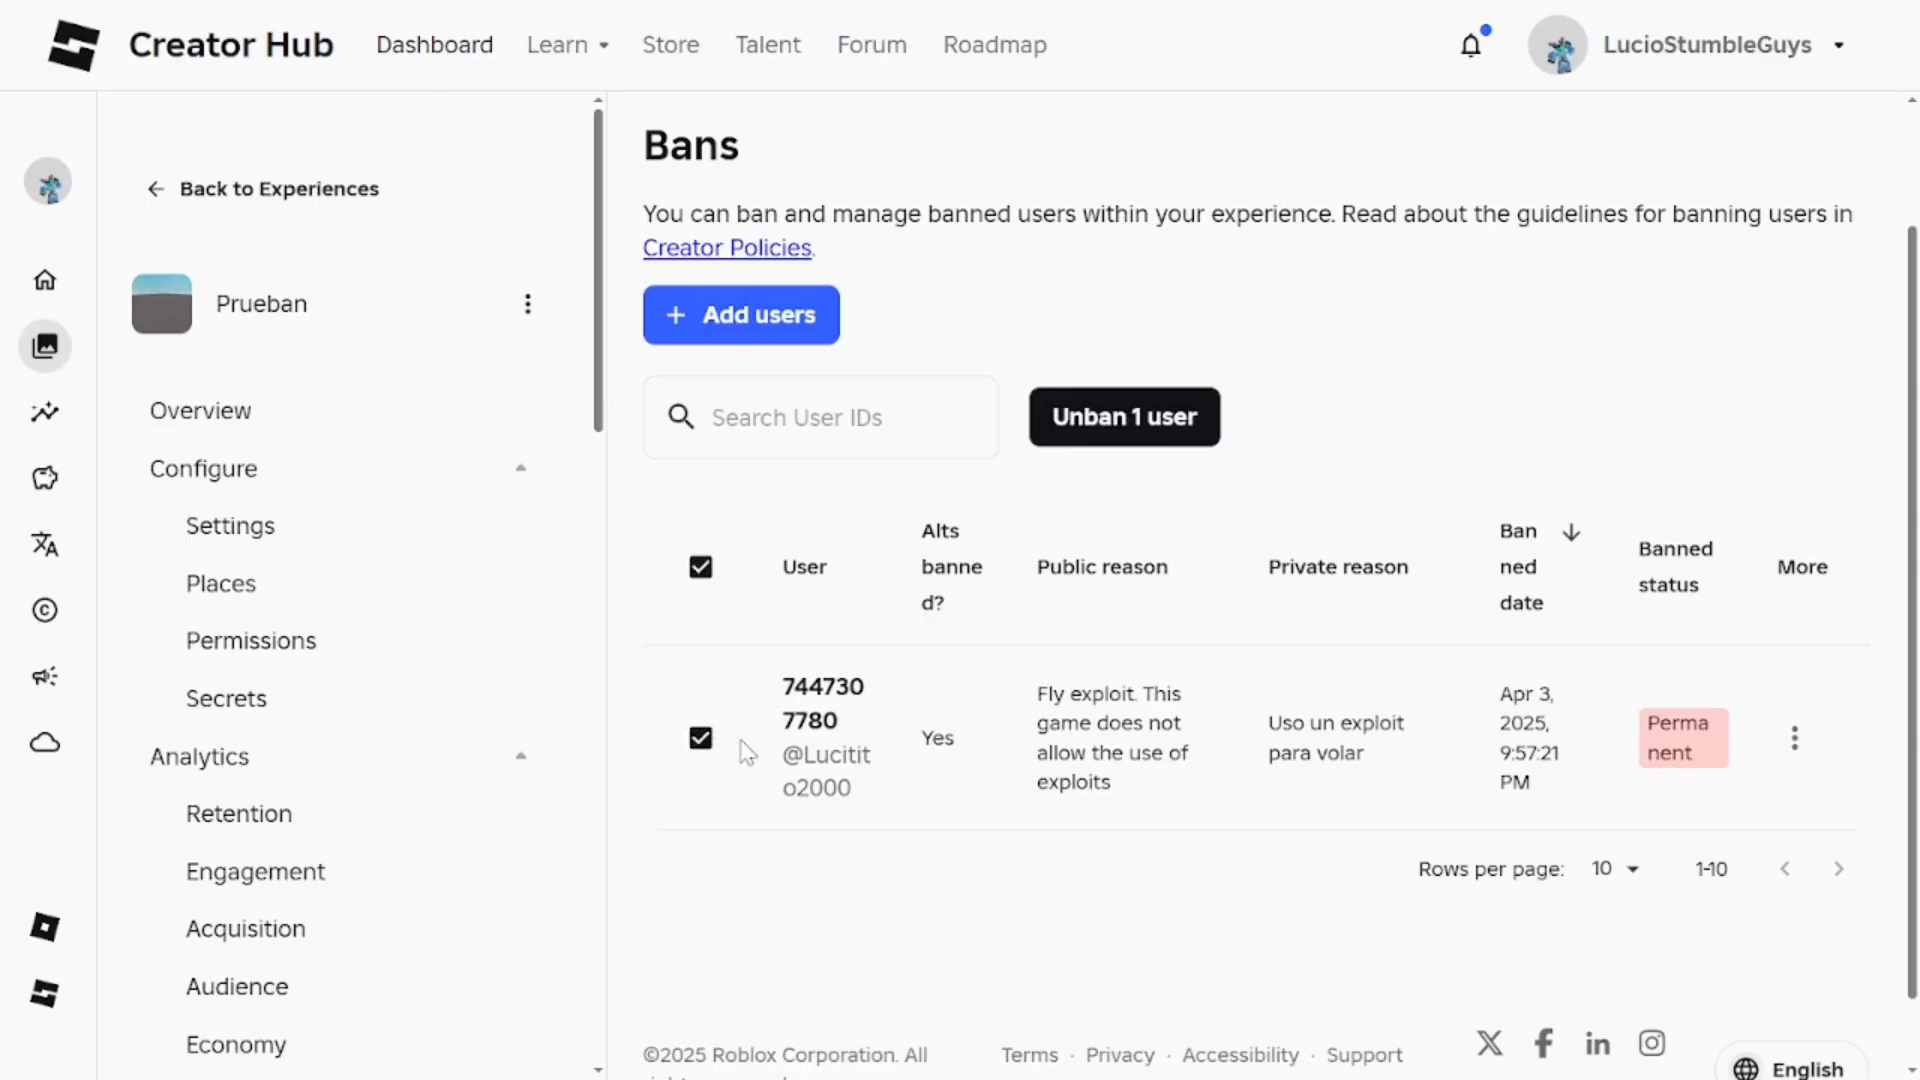 Creator Hub
Dashboard
Learn
Store
Talent
Forum
Roadmap
LucioStumbleGuys
Back to Experiences
Prueban
Overview
Configure
Settings
Places
Permissions
Secrets
Analytics
Retention
Engagement
Acquisition
Audience
Economy
Bans
You can ban and manage banned users within your experience. Read about the guidelines for banning users in
Creator Policies.
+ Add users
Search User IDs
Unban 1 user
User
Alts
banne
d?
Public reason
Private reason
Ban
ned
date
Banned
status
More
744730
7780
@Lucitit
o2000
Yes
Fly exploit. This
game does not
allow the use of
exploits
Uso un exploit
para volar
Apr 3,
2025,
9:57:21
PM
Perma
nent
Rows per page:
10
1-10
©2025 Roblox Corporation. All
Terms · Privacy · Accessibility · Support
English